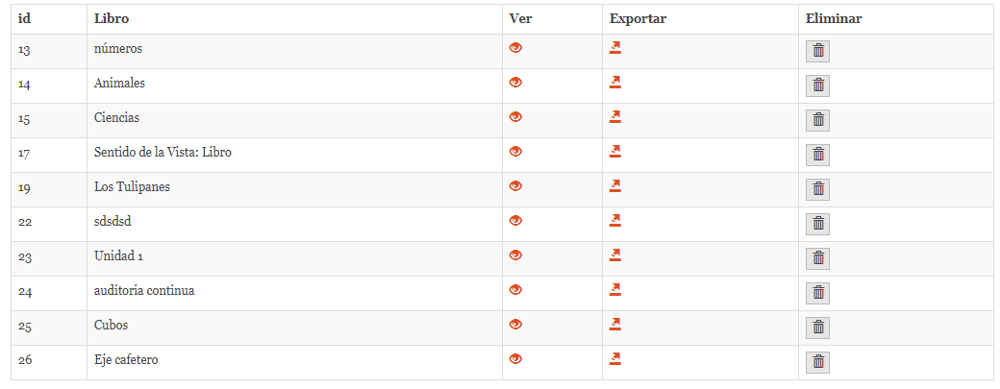 id Libro Ver Exportar Eliminar
13 números
14 Animales
15 Ciencias
17 Sentido de la Vista: Libro
19 Los Tulipanes
22 sdsdsd
23 Unidad 1
24 auditoria continua
25 Cubos
26 Eje cafetero